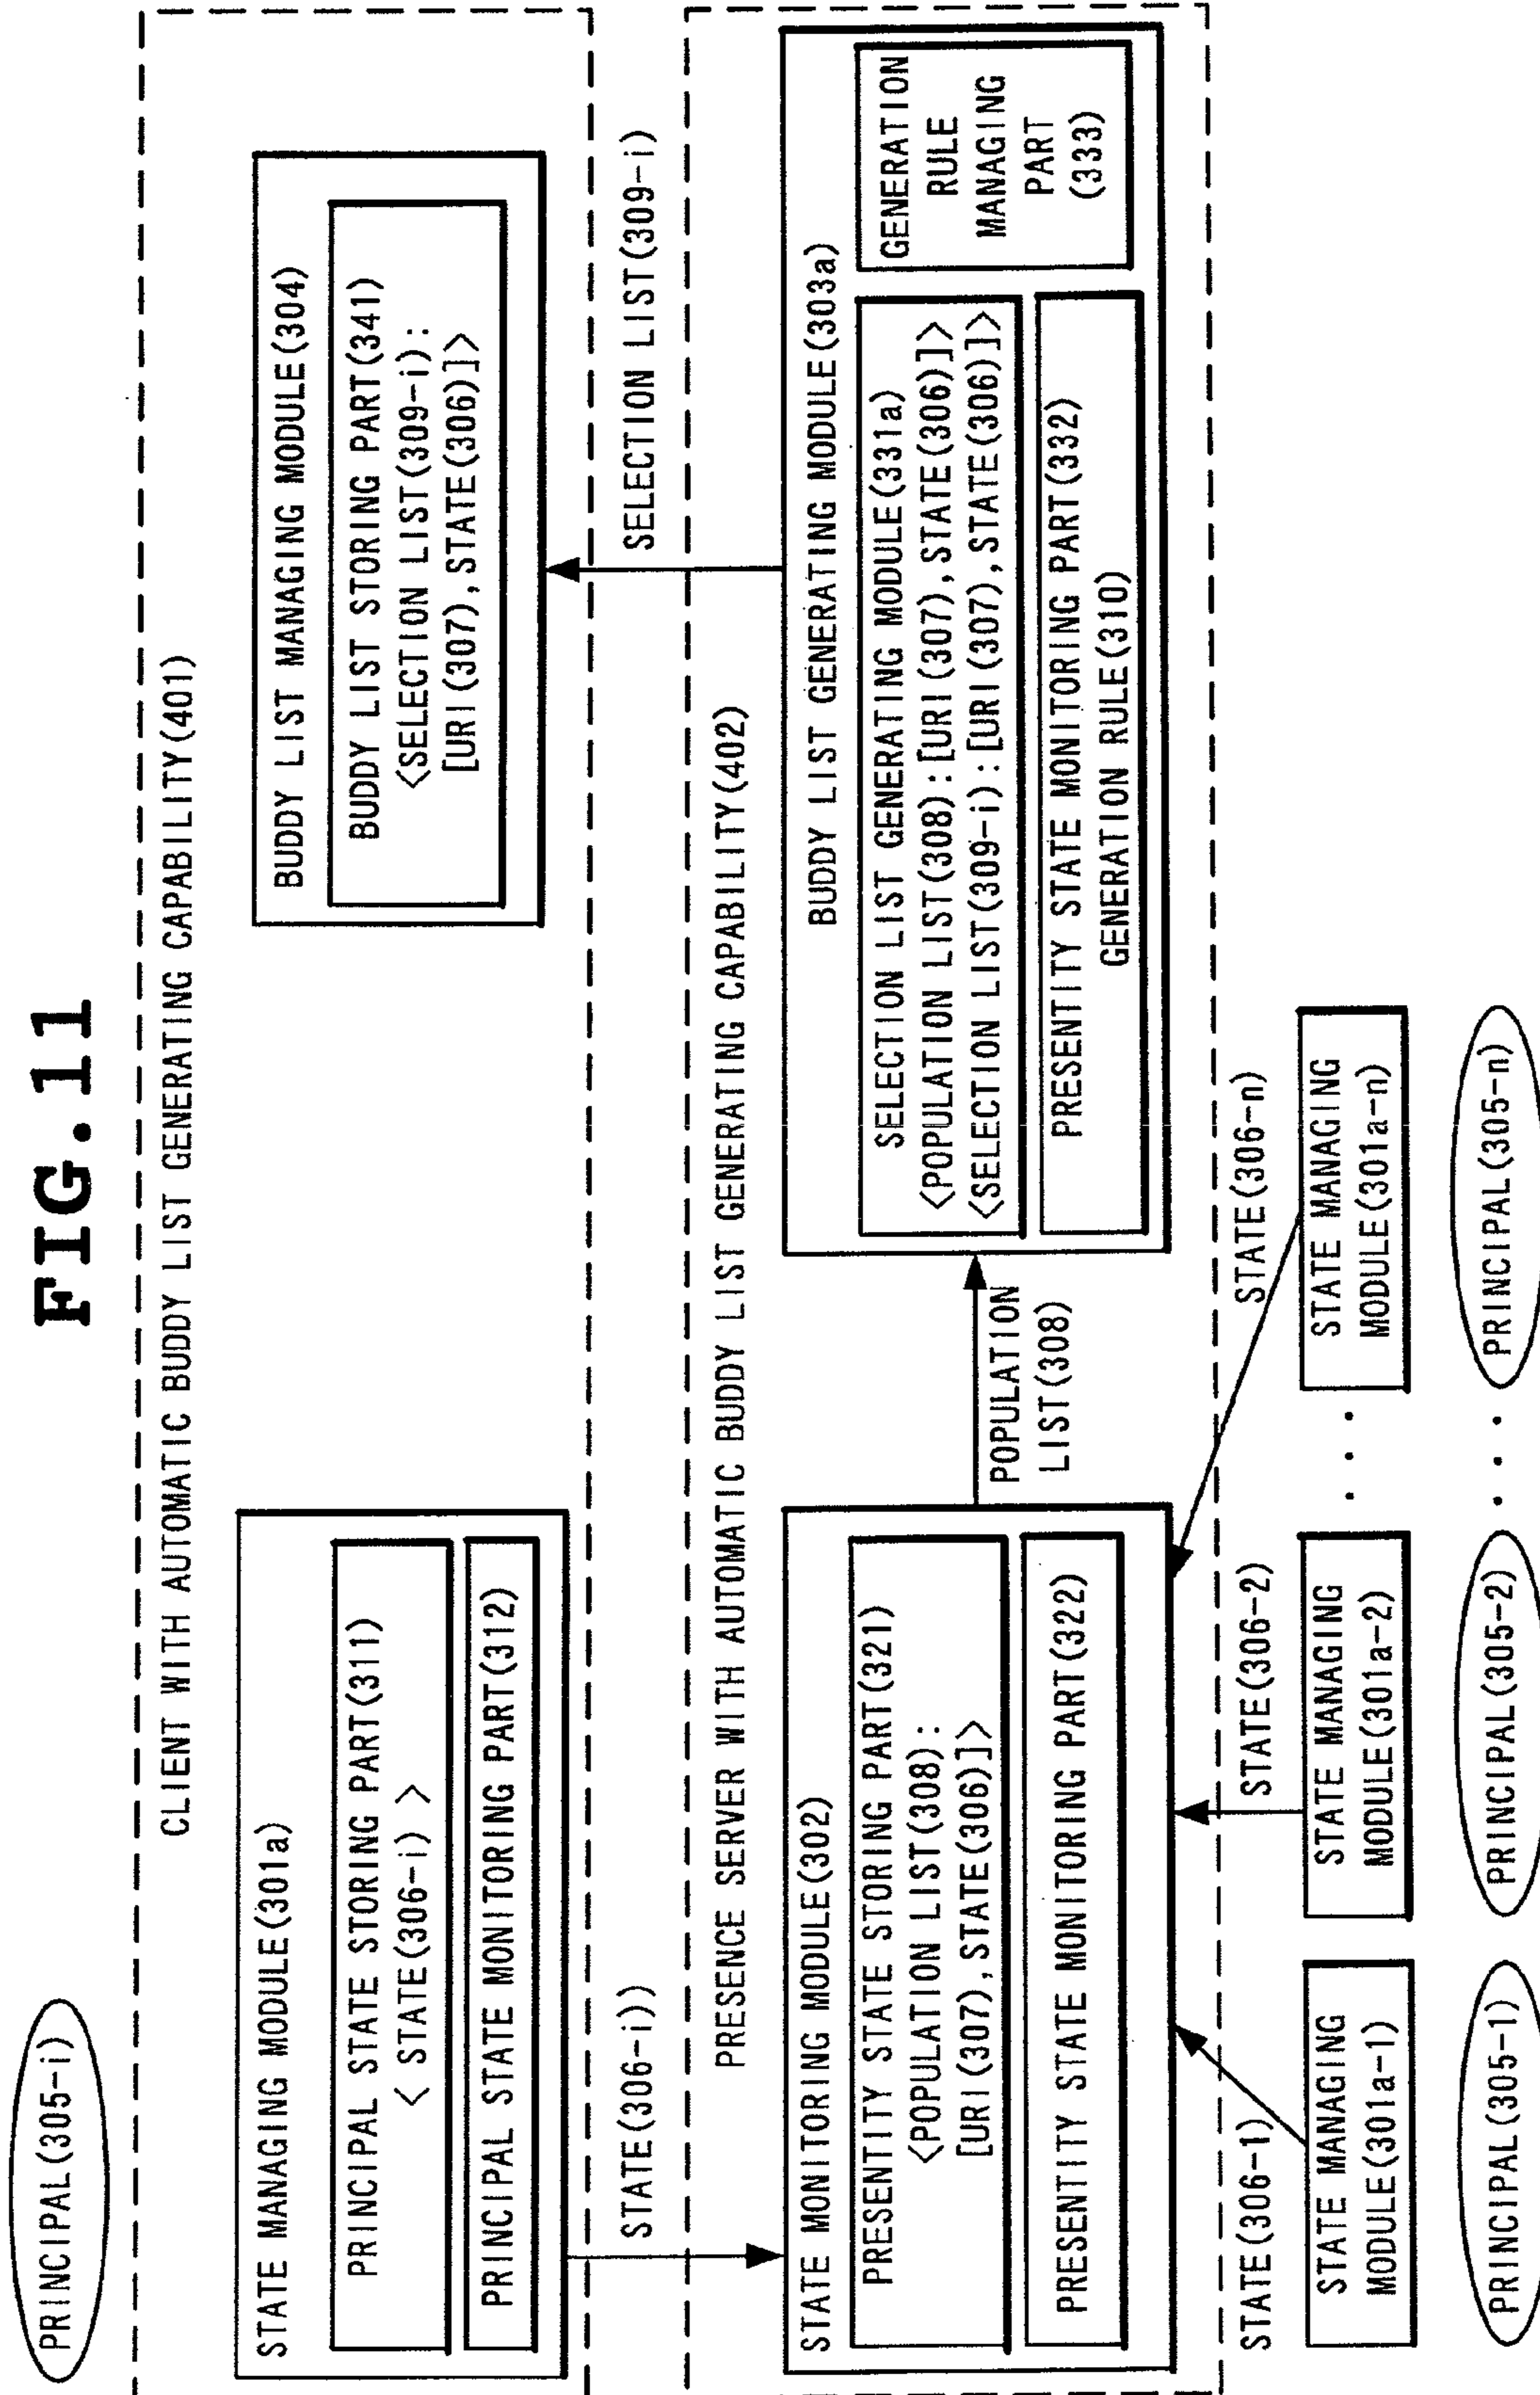 FIG.11
PRINCIPAL(305-i)
CLIENT WITH AUTOMATIC BUDDY LIST GENERATING CAPABILITY(401)
STATE MANAGING MODULE(301a)
PRINCIPAL STATE STORING PART(311)
< STATE(306-i) >
PRINCIPAL STATE MONITORING PART(312)
BUDDY LIST MANAGING MODULE(304)
BUDDY LIST STORING PART(341)
<SELECTION LIST(309-i):
[URI(307),STATE(306)]>
STATE(306-i))
SELECTION LIST(309-i)
PRESENCE SERVER WITH AUTOMATIC BUDDY LIST GENERATING CAPABILITY(402)
STATE MONITORING MODULE(302)
PRESENTITY STATE STORING PART(321)
<POPULATION LIST(308):
[URI(307),STATE(306)]>
PRESENTITY STATE MONITORING PART(322)
POPULATION
LIST(308)
BUDDY LIST GENERATING MODULE(303a)
SELECTION LIST GENERATING MODULE(331a)
<POPULATION LIST(308):[URI(307),STATE(306)]>
<SELECTION LIST(309-i):[URI(307),STATE(306)]>
PRESENTITY STATE MONITORING PART(332)
GENERATION RULE(310)
GENERATION
RULE
MANAGING
PART
(333)
STATE(306-1)
STATE(306-2)
STATE(306-n)
STATE MANAGING
MODULE(301a-1)
STATE MANAGING
MODULE(301a-2)
. . .
STATE MANAGING
MODULE(301a-n)
PRINCIPAL(305-1)
PRINCIPAL(305-2)
. . .
PRINCIPAL(305-n)